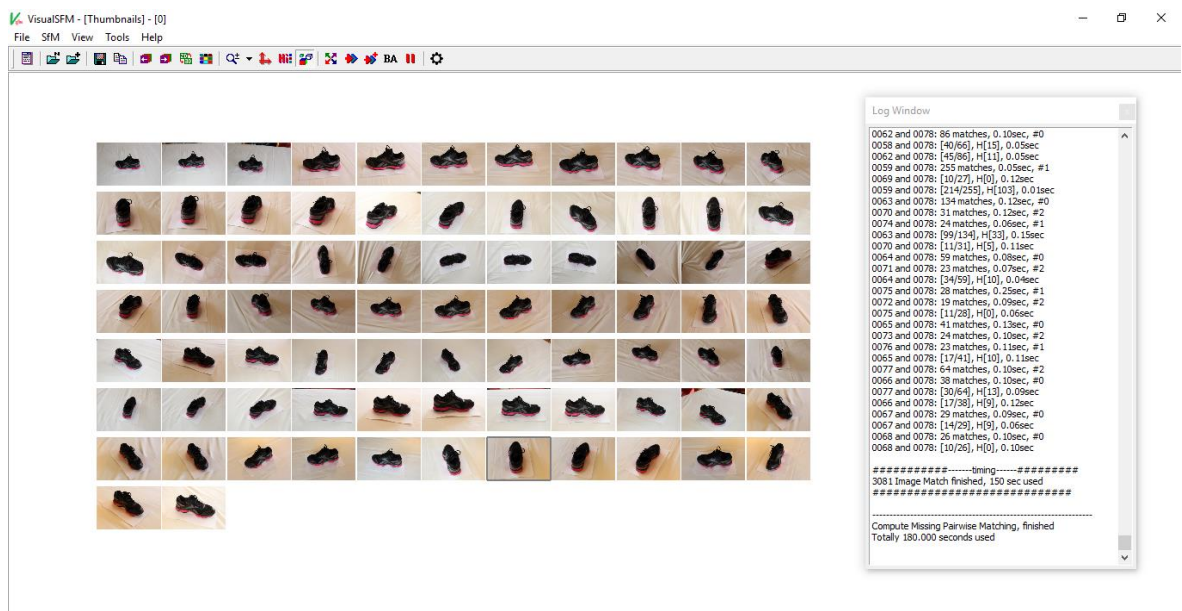 VisualSFM - [Thumbnails] - [0]
File SfM View Tools Help
BA
Log Window
0062 and 0078: 86 matches, 0.10sec, #0
0058 and 0078: [40/66], H[15], 0.05sec
0062 and 0078: [45/86], H[11], 0.05sec
0059 and 0078: 255 matches, 0.05sec, #1
0069 and 0078: [10/27], H[0], 0.12sec
0059 and 0078: [214/255], H[103], 0.01sec
0063 and 0078: 134 matches, 0.12sec, #0
0070 and 0078: 31 matches, 0.12sec, #2
0074 and 0078: 24 matches, 0.06sec, #1
0063 and 0078: [99/134], H[33], 0.15sec
0070 and 0078: [11/31], H[5], 0.11sec
0064 and 0078: 59 matches, 0.08sec, #0
0071 and 0078: 23 matches, 0.07sec, #2
0064 and 0078: [34/59], H[10], 0.04sec
0075 and 0078: 28 matches, 0.25sec, #1
0072 and 0078: 19 matches, 0.09sec, #2
0075 and 0078: [11/28], H[0], 0.06sec
0065 and 0078: 41 matches, 0.13sec, #0
0073 and 0078: 24 matches, 0.10sec, #2
0076 and 0078: 23 matches, 0.11sec, #1
0065 and 0078: [17/41], H[10], 0.11sec
0077 and 0078: 64 matches, 0.10sec, #2
0066 and 0078: 38 matches, 0.10sec, #0
0077 and 0078: [30/64], H[13], 0.09sec
0066 and 0078: [17/38], H[9], 0.12sec
0067 and 0078: 29 matches, 0.09sec, #0
0067 and 0078: [14/29], H[9], 0.06sec
0068 and 0078: 26 matches, 0.10sec, #0
0068 and 0078: [10/26], H[0], 0.10sec
###########-------timing------#########
3081 Image Match finished, 150 sec used
#############################
----------------------------------------------------------------
Compute Missing Pairwise Matching, finished
Totally 180.000 seconds used